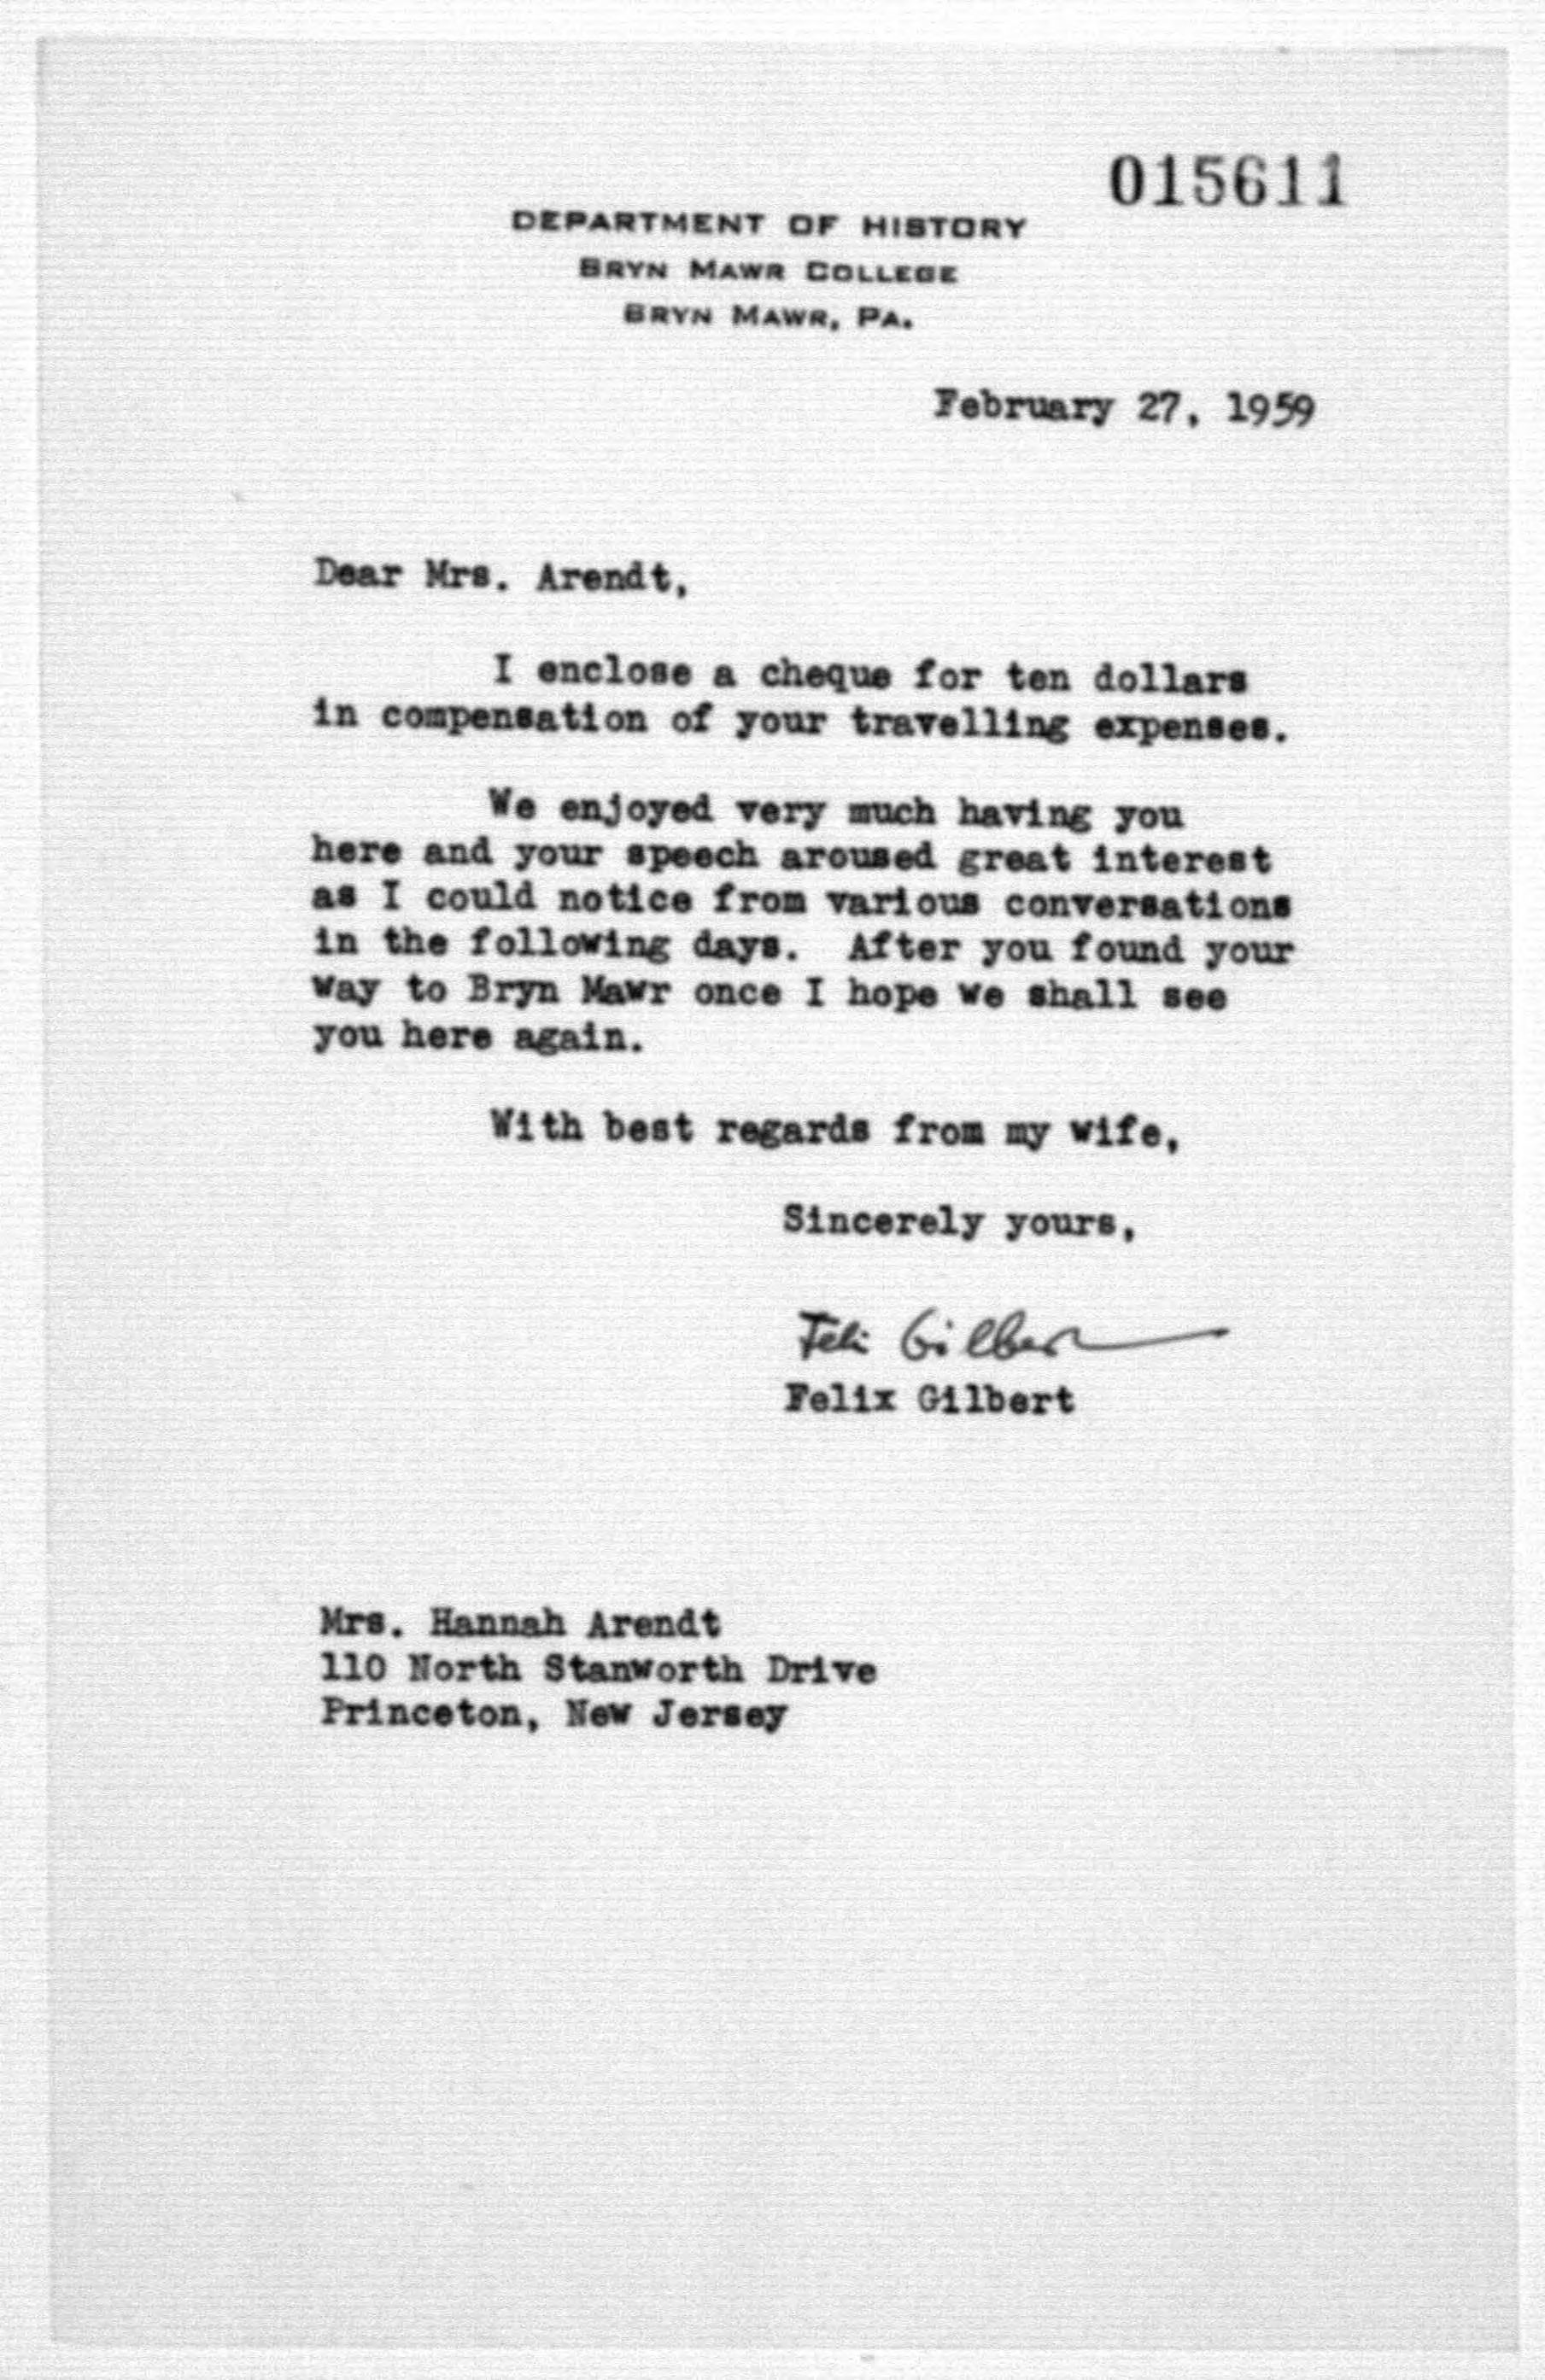 015611
DEPARTMENT OF HISTORY
BRYN MAWR COLLEGE
BRYN MAWR, PA.
February 27, 1959
Dear Mrs. Arendt,
I enclose a cheque for ten dollars
in compensation of your travelling expenses.
We enjoyed very much having you
here and your speech aroused great interest
as I could notice from various conversations
in the following days. After you found your
way to Bryn Mawr once I hope we shall see
you here again.
With best regards from my wife,
Sincerely yours,
Felix Gilbert
Felix Gilbert
Mrs. Hannah Arendt
110 North Stanworth Drive
Princeton, New Jersey